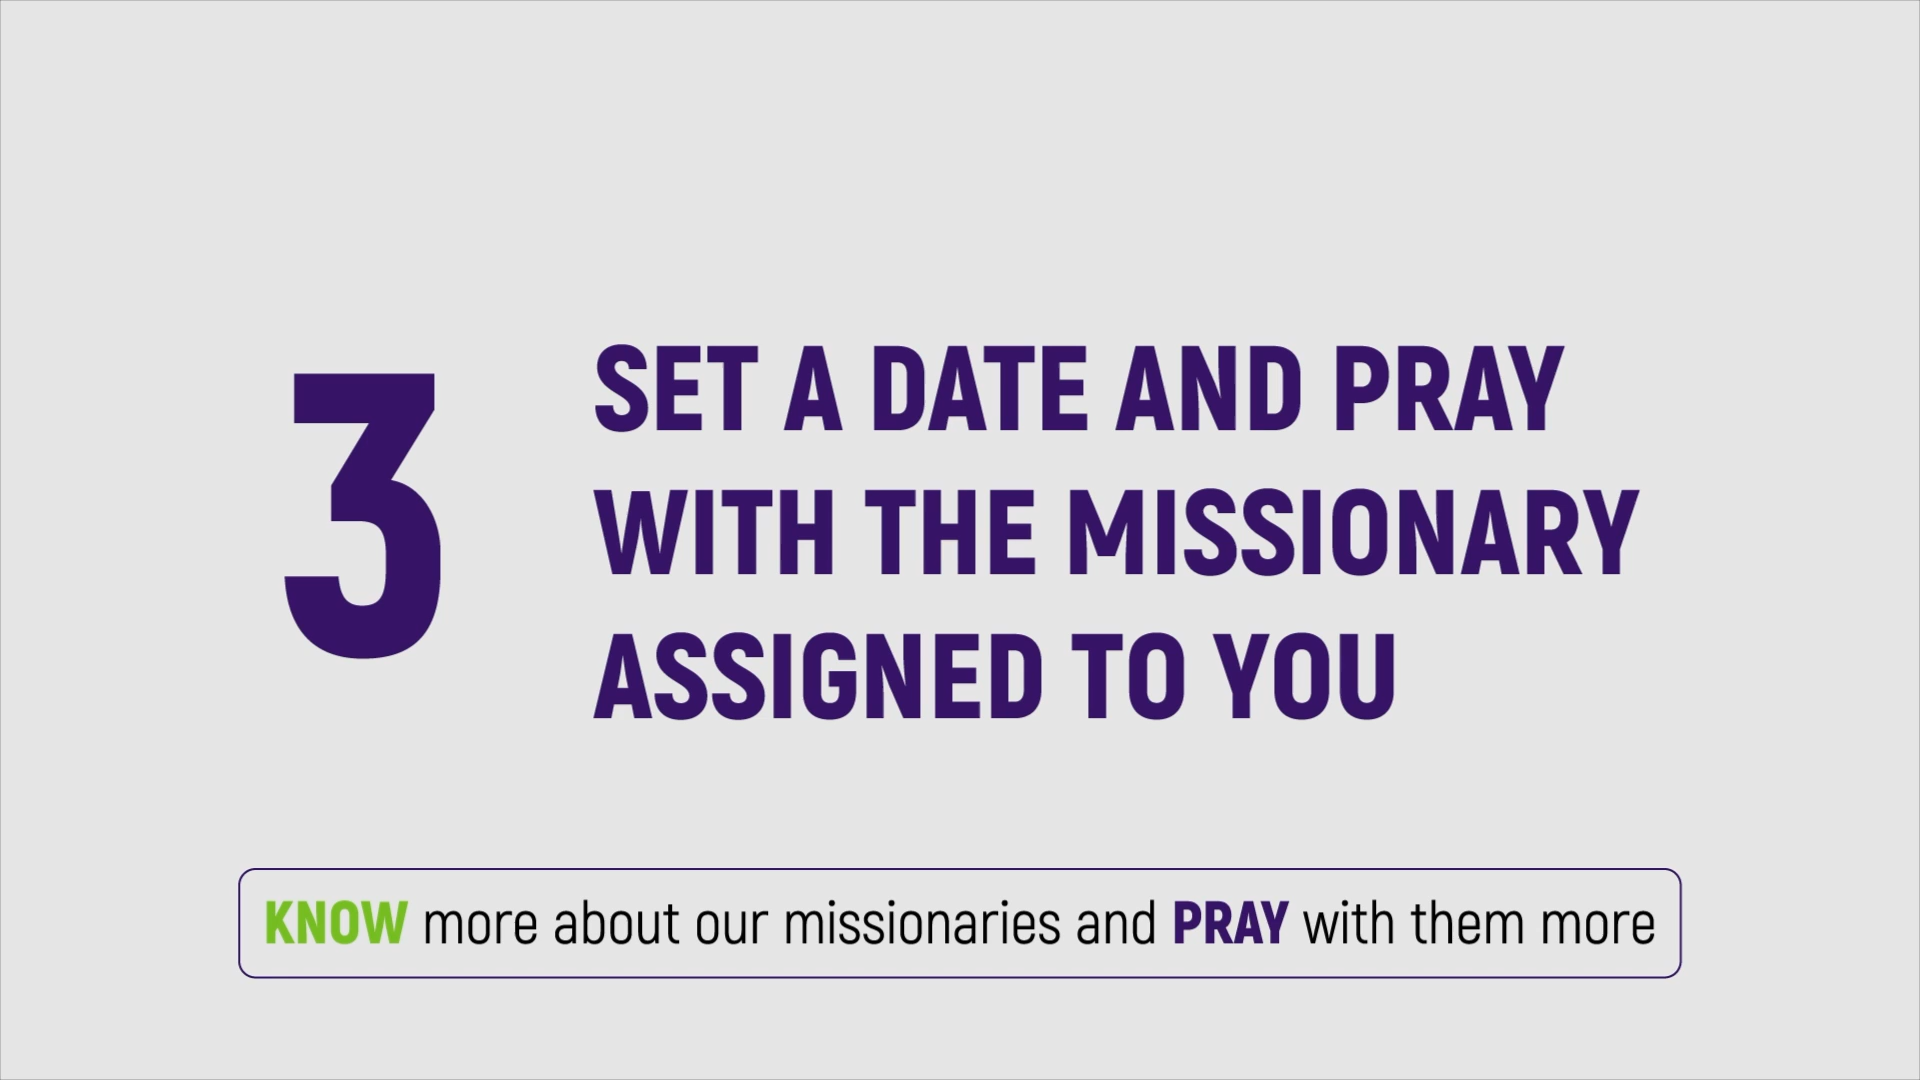 3
SET A DATE AND PRAY
WITH THE MISSIONARY
ASSIGNED TO YOU
KNOW more about our missionaries and PRAY with them more